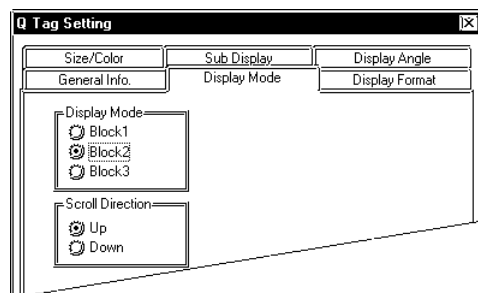 Q Tag Setting
Size/Color Sub Display Display Angle
General Info. Display Mode Display Format
Display Mode
Block1
Block2
Block3
Scroll Direction
Up
Down